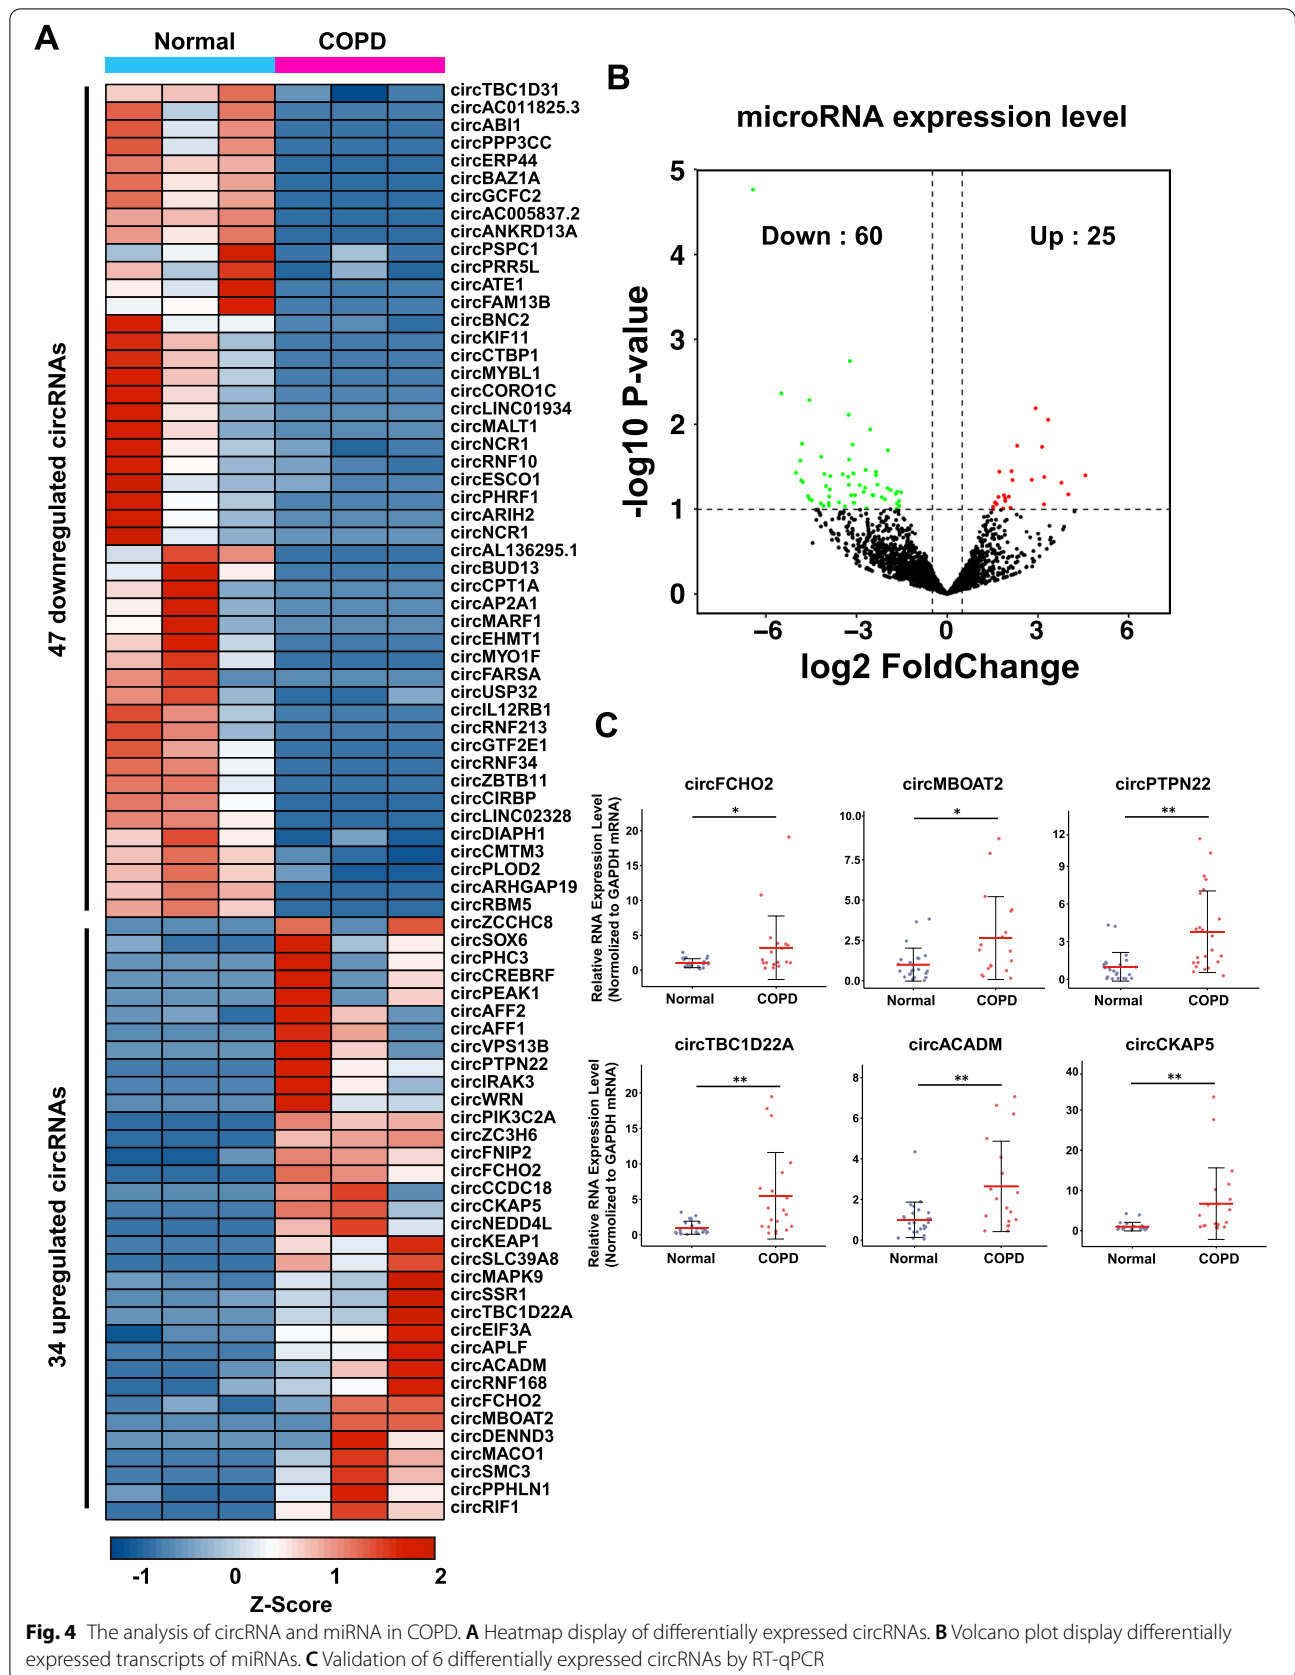 A
Normal COPD
47 downregulated circRNAs
circTBC1D31
circAC011825.3
circABI1
circPPP3CC
circERP44
circBAZ1A
circGCFC2
circAC005837.2
circANKRD13A
circPSPC1
circPRR5L
circATE1
circFAM13B
circBNC2
circKIF11
circCTBP1
circMYBL1
circCORO1C
circLINC01934
circMALT1
circNCR1
circRNF10
circESCO1
circPHRF1
circARIH2
circNCR1
circAL136295.1
circBUD13
circCPT1A
circAP2A1
circMARF1
circEHMT1
circMYO1F
circFARSA
circUSP32
circIL12RB1
circRNF213
circGTF2E1
circRNF34
circZBTB11
circCIRBP
circLINC02328
circDIAPH1
circCMTM3
circPLOD2
circARHGAP19
circRBM5
34 upregulated circRNAs
circZCCHC8
circSOX6
circPHC3
circCREBRF
circPEAK1
circAFF2
circAFF1
circVPS13B
circPTPN22
circIRAK3
circWRN
circPIK3C2A
circZC3H6
circFNIP2
circFCHO2
circCCDC18
circCKAP5
circNEDD4L
circKEAP1
circSLC39A8
circMAPK9
circSSR1
circTBC1D22A
circEIF3A
circAPLF
circACADM
circRNF168
circFCHO2
circMBOAT2
circDENND3
circMACO1
circSMC3
circPPHLN1
circRIF1
-1 0 1 2
Z-Score
B
microRNA expression level
-log10 P-value
5
4
3
2
1
0
Down : 60 Up : 25
−6 −3 0 3 6
log2 FoldChange
C
Relative RNA Expression Level
(Normolized to GAPDH mRNA)
circFCHO2
*
20
15
10
5
0
Normal COPD
circMBOAT2
*
10.0
7.5
5.0
2.5
0.0
Normal COPD
circPTPN22
**
12
9
6
3
0
Normal COPD
Relative RNA Expression Level
(Normolized to GAPDH mRNA)
circTBC1D22A
**
20
15
10
5
0
Normal COPD
circACADM
**
8
6
4
2
0
Normal COPD
circCKAP5
**
40
30
20
10
0
Normal COPD
Fig. 4 The analysis of circRNA and miRNA in COPD. A Heatmap display of differentially expressed circRNAs. B Volcano plot display differentially
expressed transcripts of miRNAs. C Validation of 6 differentially expressed circRNAs by RT-qPCR